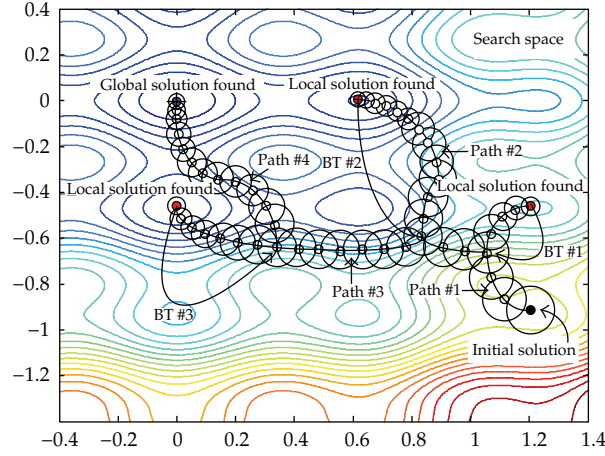 0.4
Search space
0.2
Global solution found
Local solution found
0
Path #4
Path #2
−0.2
BT #2
Local solution found
Local solution found
−0.4
−0.6
BT #1
−0.8
BT #3
Path #3
Path #1
−1
Initial solution
−1.2
−0.4 −0.2 0 0.2 0.4 0.6 0.8 1 1.2 1.4